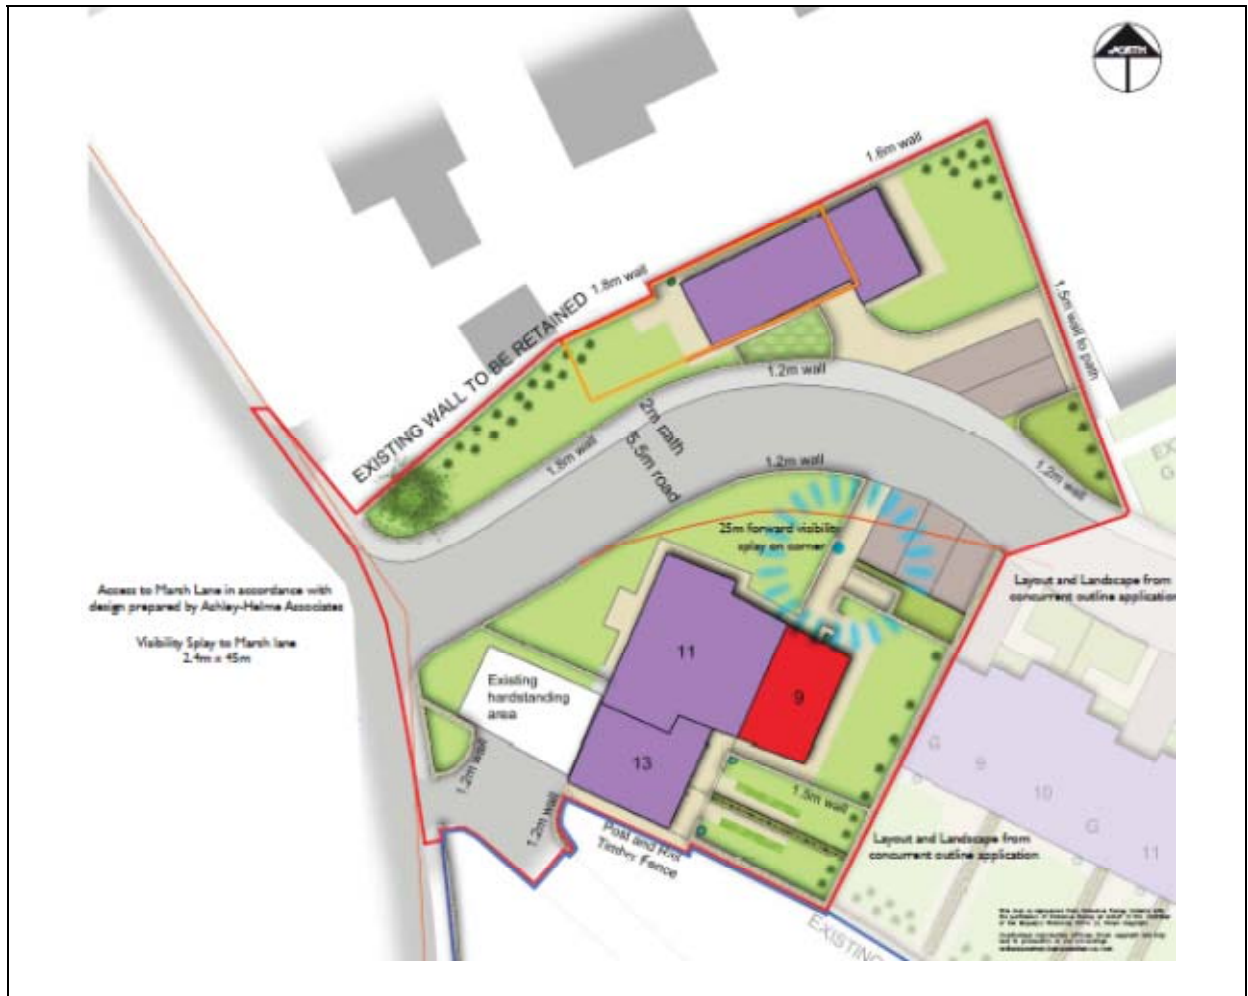 NORTH
1.8m wall
1.8m wall
EXISTING WALL TO BE RETAINED
1.5m wall to path
1.2m wall
2m path
5.5m road
1.8m wall
1.2m wall
1.2m wall
25m forward visibility
splay on corner
Access to Marsh Lane in accordance with
design prepared by Ashley-Helme Associates
Visibility Splay to Marsh lane
2.4m x 45m
Layout and Landscape from
concurrent outline application
11
9
13
Existing
hardstanding
area
1.2m wall
1.2m wall
1.5m wall
Post and Rail
Timber Fence
Layout and Landscape from
concurrent outline application
EX
G
G
9
10
G
11
EXISTING